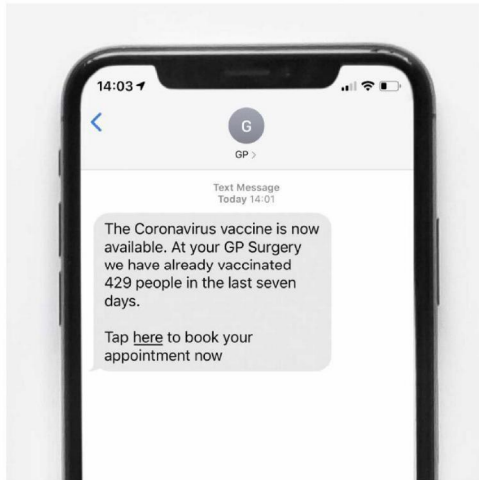 14:03
G
GP >
Text Message
Today 14:01
The Coronavirus vaccine is now
available. At your GP Surgery
we have already vaccinated
429 people in the last seven
days.
Tap here to book your
appointment now